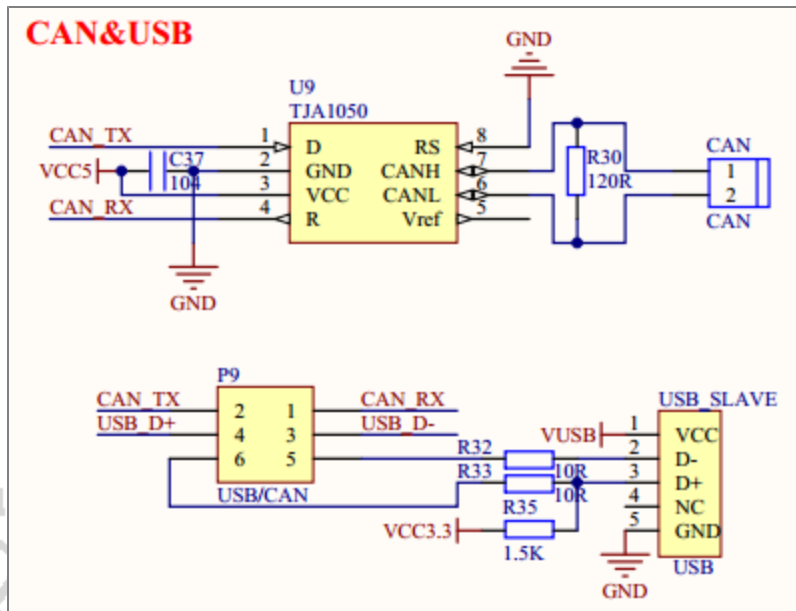 CAN&USB
GND
U9
TJA1050
CAN_TX 1 D RS 8
VCC5 C37 2 GND CANH 7 R30 CAN
104 3 VCC CANL 6 120R 1
CAN_RX 4 R Vref 5 2
CAN
GND
P9
CAN_TX 2 1 CAN_RX USB_SLAVE
USB_D+ 4 3 USB_D- VUSB 1 VCC
6 5 R32 10R 2 D-
USB/CAN R33 10R 3 D+
R35 4 NC
VCC3.3 1.5K 5 GND
USB
GND